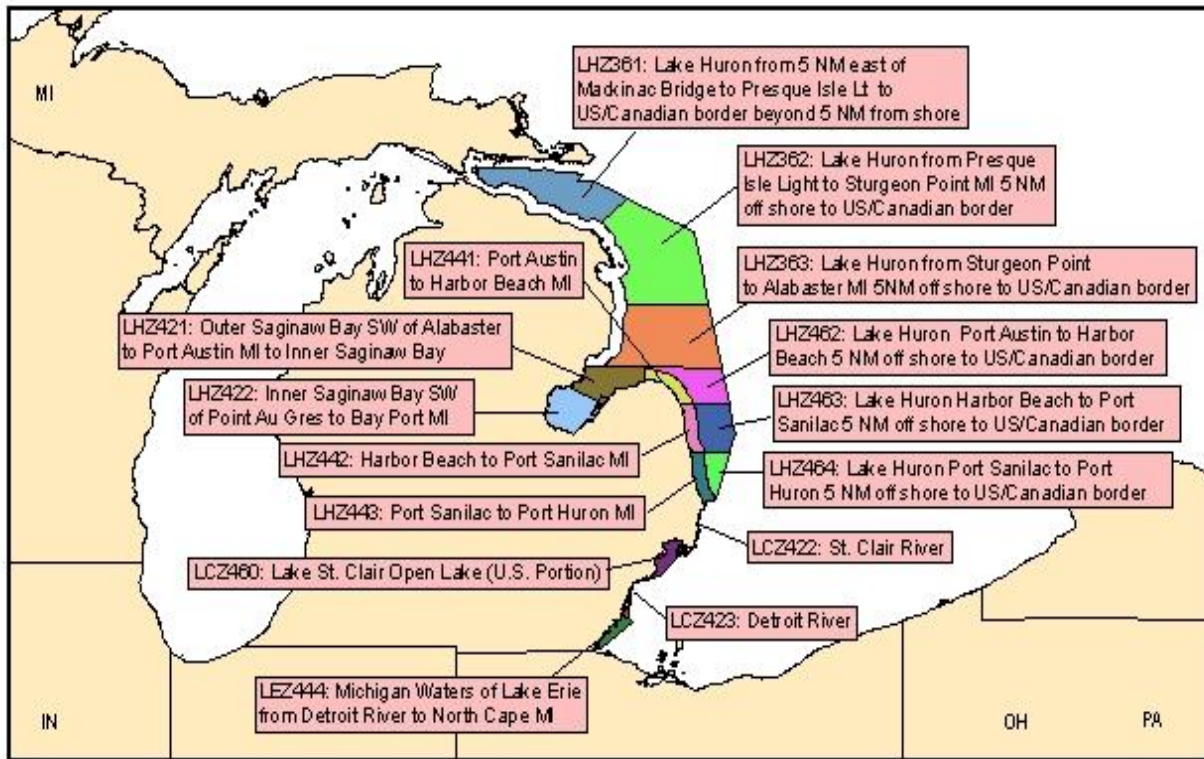 MI
LHZ361: Lake Huron from 5 NM east of
Mackinac Bridge to Presque Isle Lt to
US/Canadian border beyond 5 NM from shore
LHZ362: Lake Huron from Presque
Isle Light to Sturgeon Point MI 5 NM
off shore to US/Canadian border
LHZ441: Port Austin
to Harbor Beach MI
LHZ363: Lake Huron from Sturgeon Point
to Alabaster MI 5NM off shore to US/Canadian border
LHZ421: Outer Saginaw Bay SW of Alabaster
to Port Austin MI to Inner Saginaw Bay
LHZ462: Lake Huron Port Austin to Harbor
Beach 5 NM off shore to US/Canadian border
LHZ422: Inner Saginaw Bay SW
of Point Au Gres to Bay Port MI
LHZ463: Lake Huron Harbor Beach to Port
Sanilac 5 NM off shore to US/Canadian border
LHZ442: Harbor Beach to Port Sanilac MI
LHZ464: Lake Huron Port Sanilac to Port
Huron 5 NM off shore to US/Canadian border
LHZ443: Port Sanilac to Port Huron MI
LCZ422: St. Clair River
LCZ460: Lake St. Clair Open Lake (U.S. Portion)
LCZ423: Detroit River
LEZ444: Michigan Waters of Lake Erie
from Detroit River to North Cape MI
IN
OH
PA